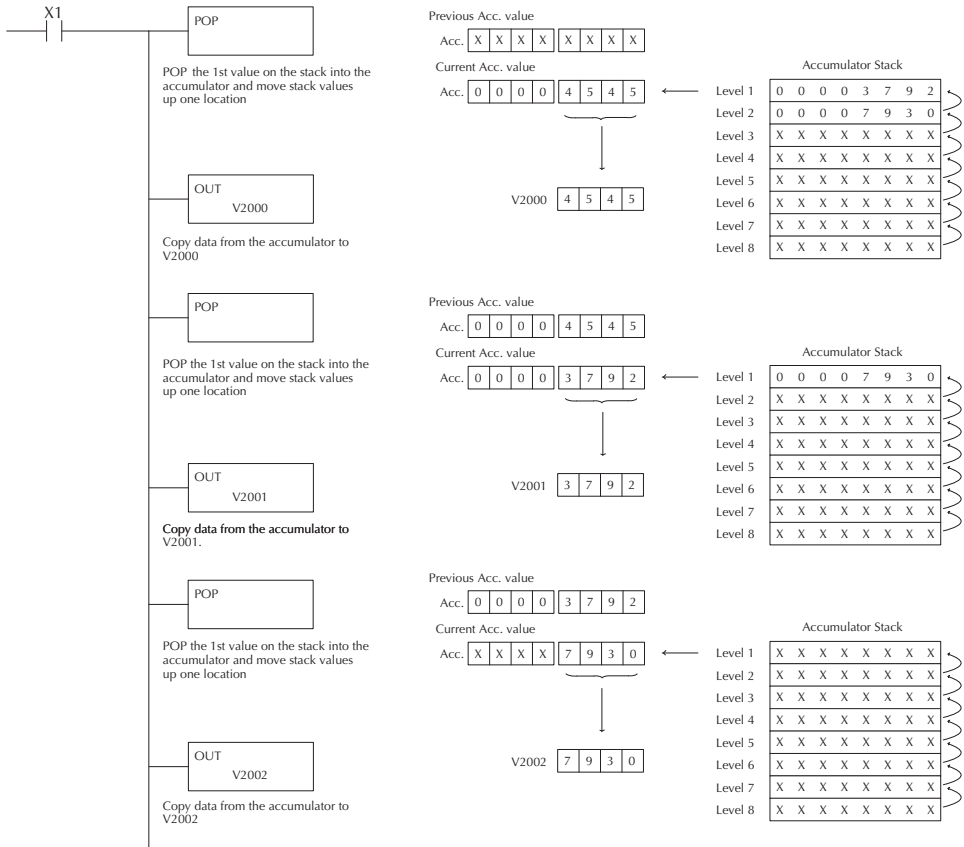 X1
POP
POP the 1st value on the stack into the
accumulator and move stack values
up one location
OUT
V2000
Copy data from the accumulator to
V2000
Previous Acc. value
Acc. X X X X X X X X
Current Acc. value
Acc. 0 0 0 0 4 5 4 5
V2000 4 5 4 5
Accumulator Stack
Level 1 0 0 0 0 3 7 9 2
Level 2 0 0 0 0 7 9 3 0
Level 3 X X X X X X X X
Level 4 X X X X X X X X
Level 5 X X X X X X X X
Level 6 X X X X X X X X
Level 7 X X X X X X X X
Level 8 X X X X X X X X
POP
POP the 1st value on the stack into the
accumulator and move stack values
up one location
OUT
V2001
Copy data from the accumulator to
V2001.
Previous Acc. value
Acc. 0 0 0 0 4 5 4 5
Current Acc. value
Acc. 0 0 0 0 3 7 9 2
V2001 3 7 9 2
Accumulator Stack
Level 1 0 0 0 0 7 9 3 0
Level 2 X X X X X X X X
Level 3 X X X X X X X X
Level 4 X X X X X X X X
Level 5 X X X X X X X X
Level 6 X X X X X X X X
Level 7 X X X X X X X X
Level 8 X X X X X X X X
POP
POP the 1st value on the stack into the
accumulator and move stack values
up one location
OUT
V2002
Copy data from the accumulator to
V2002
Previous Acc. value
Acc. 0 0 0 0 3 7 9 2
Current Acc. value
Acc. X X X X 7 9 3 0
V2002 7 9 3 0
Accumulator Stack
Level 1 X X X X X X X X
Level 2 X X X X X X X X
Level 3 X X X X X X X X
Level 4 X X X X X X X X
Level 5 X X X X X X X X
Level 6 X X X X X X X X
Level 7 X X X X X X X X
Level 8 X X X X X X X X